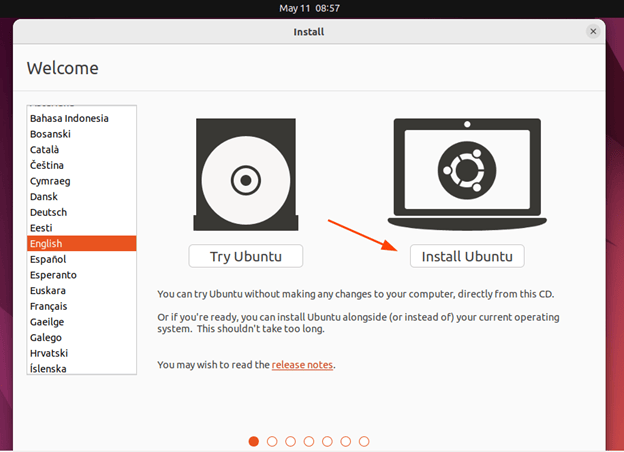 May 11 08:57
Install
Welcome
Bahasa Indonesia
Bosanski
Català
Čeština
Cymraeg
Dansk
Deutsch
Eesti
English
Español
Esperanto
Euskara
Français
Gaeilge
Galego
Hrvatski
Íslenska
Try Ubuntu
Install Ubuntu
You can try Ubuntu without making any changes to your computer, directly from this CD.
Or if you're ready, you can install Ubuntu alongside (or instead of) your current operating
system. This shouldn't take too long.
You may wish to read the release notes.